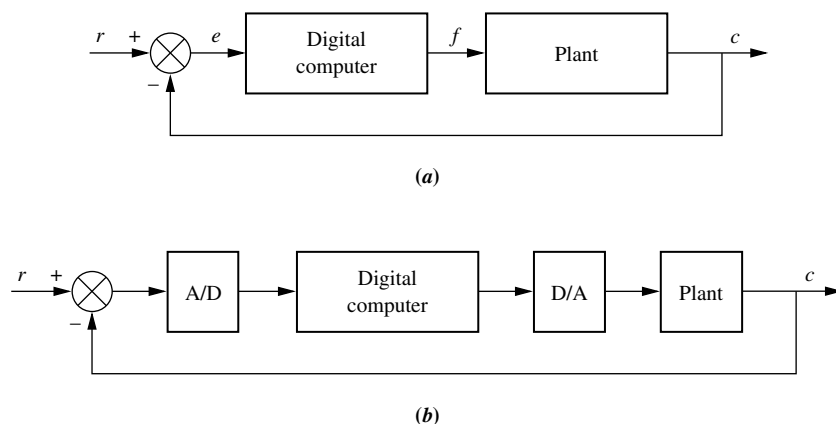 r + e Digital computer f Plant c
−
(a)
r + A/D Digital computer D/A Plant c
−
(b)